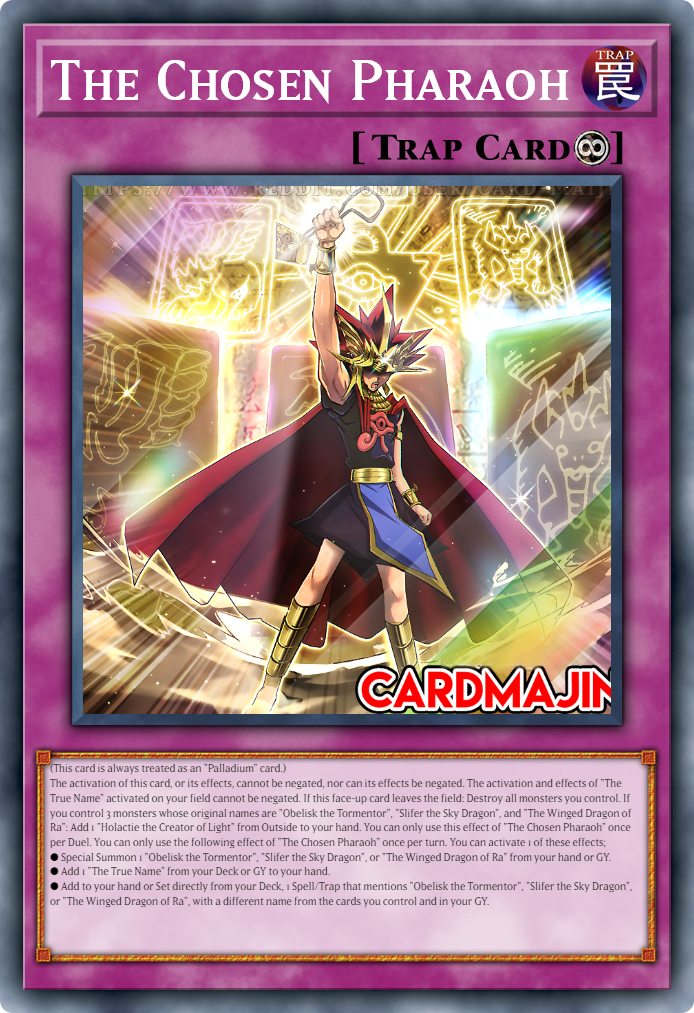 The Chosen Pharaoh
TRAP
罠
[Trap Card∞]
HTTPS://WWW.REDDIT.COM/USER/CARDMAJI
CARDMAJIN
(This card is always treated as an "Palladium" card.)
The activation of this card, or its effects, cannot be negated, nor can its effects be negated. The activation and effects of "The
True Name" activated on your field cannot be negated. If this face-up card leaves the field: Destroy all monsters you control. If
you control 3 monsters whose original names are "Obelisk the Tormentor", "Slifer the Sky Dragon", and "The Winged Dragon of
Ra": Add 1 "Holactie the Creator of Light" from Outside to your hand. You can only use this effect of "The Chosen Pharaoh" once
per Duel. You can only use the following effect of "The Chosen Pharaoh" once per turn. You can activate 1 of these effects;
● Special Summon 1 "Obelisk the Tormentor", "Slifer the Sky Dragon", or "The Winged Dragon of Ra" from your hand or GY.
● Add 1 "The True Name" from your Deck or GY to your hand.
● Add to your hand or Set directly from your Deck, 1 Spell/Trap that mentions "Obelisk the Tormentor", "Slifer the Sky Dragon",
or "The Winged Dragon of Ra", with a different name from the cards you control and in your GY.